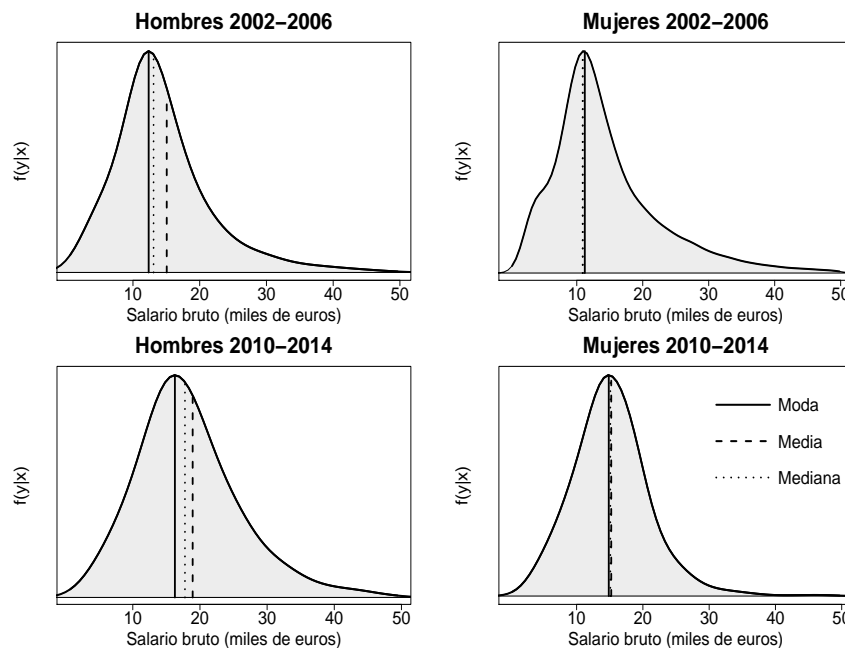 Hombres 2002−2006
f(y|x)
10 20 30 40 50
Salario bruto (miles de euros)
Mujeres 2002−2006
f(y|x)
10 20 30 40 50
Salario bruto (miles de euros)
Hombres 2010−2014
f(y|x)
10 20 30 40 50
Salario bruto (miles de euros)
Mujeres 2010−2014
f(y|x)
Moda
Media
Mediana
10 20 30 40 50
Salario bruto (miles de euros)